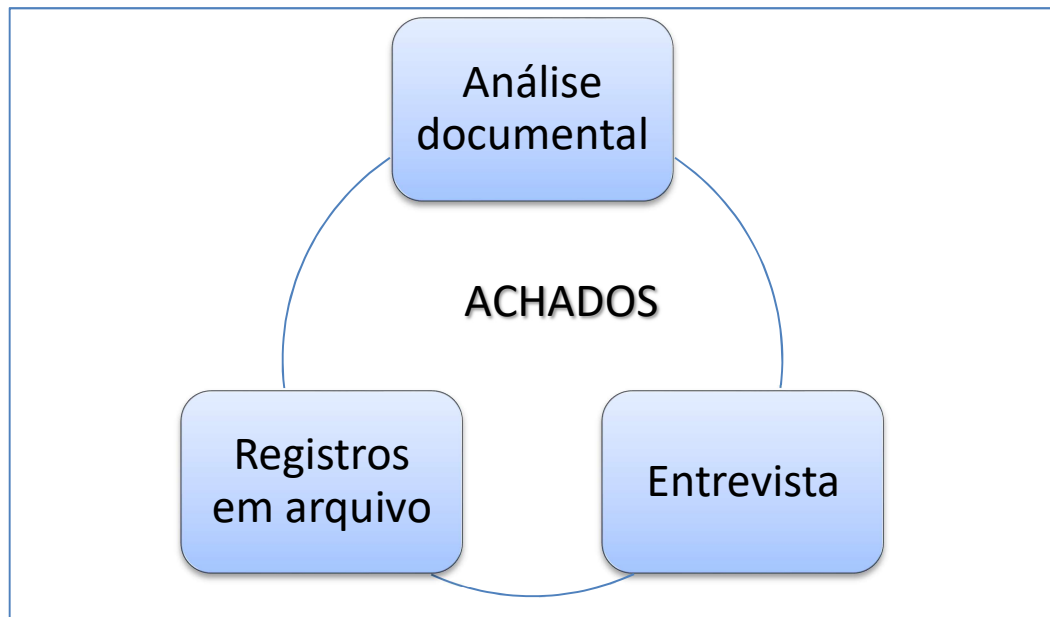 Análise
documental
ACHADOS
Registros
em arquivo
Entrevista